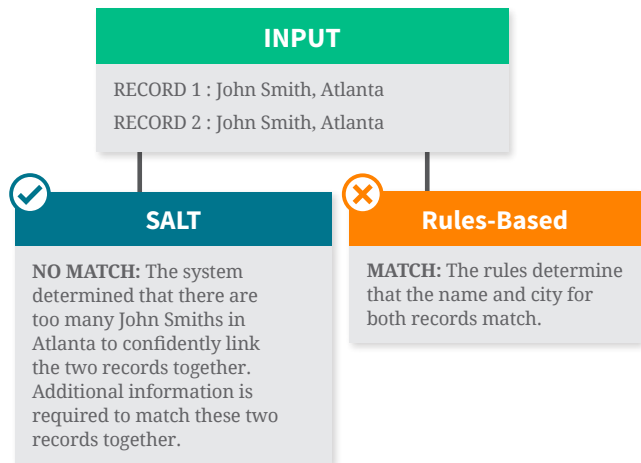 INPUT
RECORD 1 : John Smith, Atlanta
RECORD 2 : John Smith, Atlanta
SALT
NO MATCH: The system
determined that there are
too many John Smiths in
Atlanta to confidently link
the two records together.
Additional information is
required to match these two
records together.
Rules-Based
MATCH: The rules determine
that the name and city for
both records match.